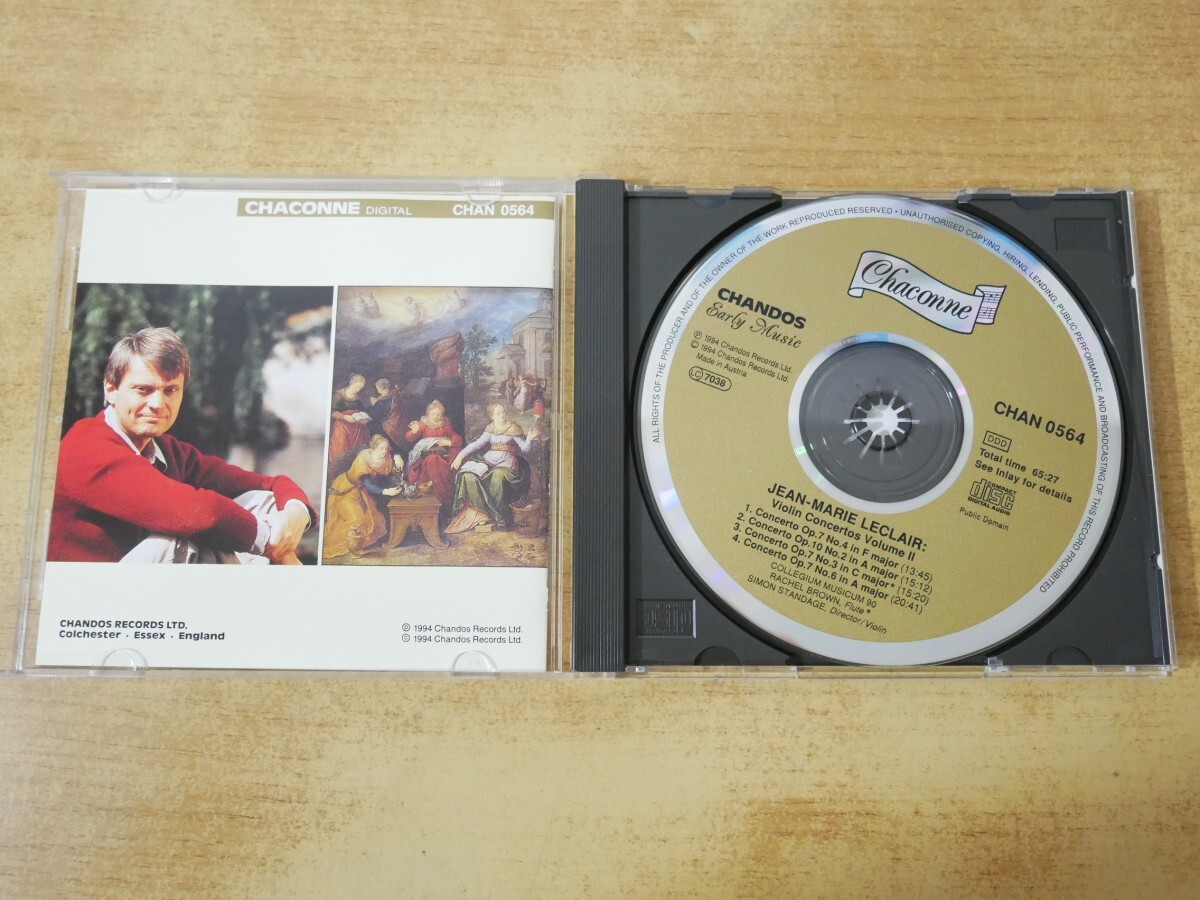 CHACONNE DIGITAL CHAN 0564
CHANDOS RECORDS LTD.
Colchester · Essex · England
℗ 1994 Chandos Records Ltd.
© 1994 Chandos Records Ltd.
ALL RIGHTS OF THE PRODUCER AND OF THE OWNER OF THE WORK REPRODUCED RESERVED • UNAUTHORISED COPYING, HIRING, LENDING, PUBLIC PERFORMANCE AND BROADCASTING OF THIS RECORD PROHIBITED
Chaconne
CHANDOS
Early Music
℗ 1994 Chandos Records Ltd.
© 1994 Chandos Records Ltd.
Made in Austria
LC 7038
CHAN 0564
DDD
Total time 65:27
See Inlay for details
COMPACT
disc
DIGITAL AUDIO
Public Domain
JEAN-MARIE LECLAIR:
Violin Concertos Volume II
1. Concerto Op.7 No.4 in F major (13:45)
2. Concerto Op.10 No.2 in A major (15:12)
3. Concerto Op.7 No.3 in C major* (15:20)
4. Concerto Op.7 No.6 in A major (20:41)
COLLEGIUM MUSICUM 90
RACHEL BROWN, Flute*
SIMON STANDAGE, Director/Violin